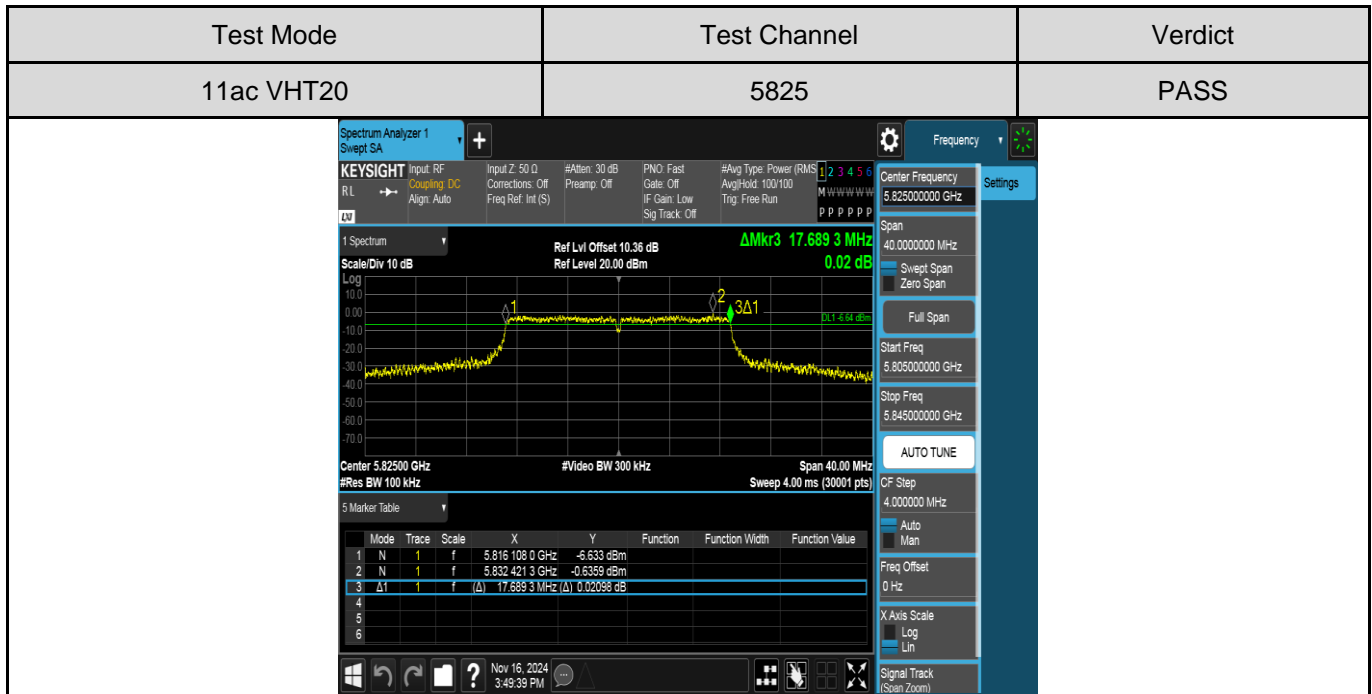 Test Mode Test Channel Verdict
11ac VHT20 5825 PASS
Spectrum Analyzer 1
Swept SA
+
Frequency
KEYSIGHT Input: RF Input Z: 50 Ω #Atten: 30 dB PNO: Fast #Avg Type: Power (RMS 1 2 3 4 5 6
RL Coupling: DC Corrections: Off Preamp: Off Gate: Off Avg|Hold: 100/100 M W W W W W
Align: Auto Freq Ref: Int (S) IF Gain: Low Trig: Free Run
LXI Sig Track: Off P P P P P P
Center Frequency
5.825000000 GHz
Settings
Span
40.0000000 MHz
Swept Span
Zero Span
Full Span
Start Freq
5.805000000 GHz
Stop Freq
5.845000000 GHz
AUTO TUNE
CF Step
4.000000 MHz
Auto
Man
Freq Offset
0 Hz
X Axis Scale
Log
Lin
Signal Track
(Span Zoom)
1 Spectrum Ref Lvl Offset 10.36 dB ΔMkr3 17.689 3 MHz
Scale/Div 10 dB Ref Level 20.00 dBm 0.02 dB
Log
10.0
0.00
-10.0
-20.0
-30.0
-40.0
-50.0
-60.0
-70.0
1
2
3Δ1
DL1 -6.64 dBm
Center 5.82500 GHz #Video BW 300 kHz Span 40.00 MHz
#Res BW 100 kHz Sweep 4.00 ms (30001 pts)
5 Marker Table
Mode Trace Scale X Y Function Function Width Function Value
1 N 1 f 5.816 108 0 GHz -6.633 dBm
2 N 1 f 5.832 421 3 GHz -0.6359 dBm
3 Δ1 1 f (Δ) 17.689 3 MHz (Δ) 0.02098 dB
4
5
6
? Nov 16, 2024
3:49:39 PM